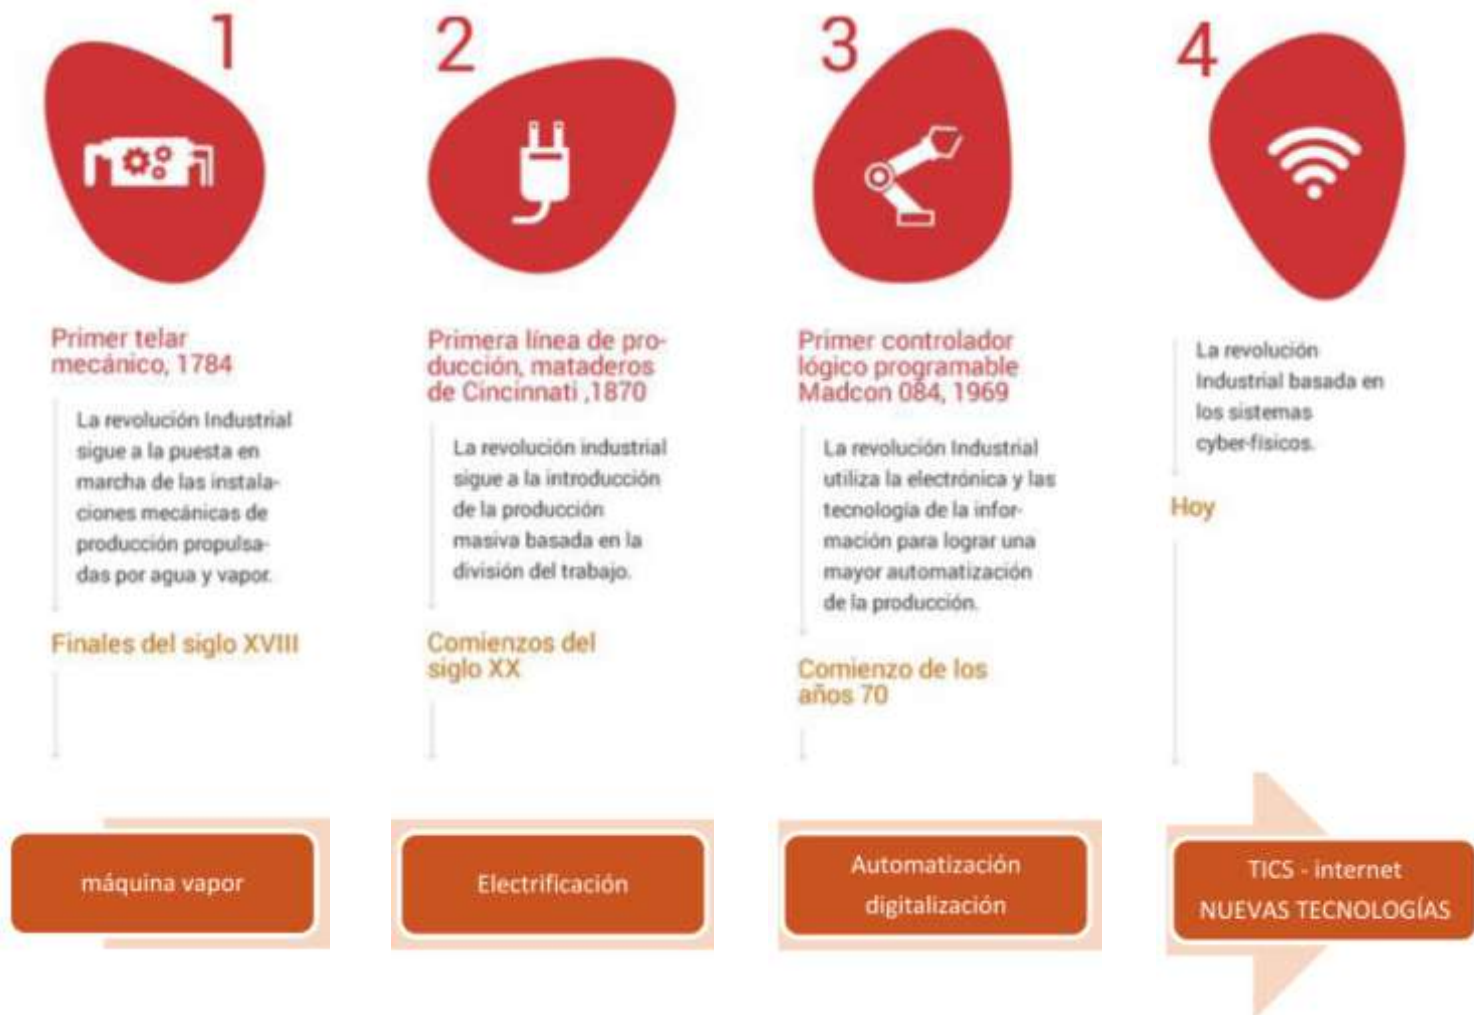 1
Primer telar
mecánico, 1784
La revolución Industrial
sigue a la puesta en
marcha de las instala-
ciones mecánicas de
producción propulsa-
das por agua y vapor.
Finales del siglo XVIII
máquina vapor
2
Primera línea de pro-
ducción, mataderos
de Cincinnati ,1870
La revolución industrial
sigue a la introducción
de la producción
masiva basada en la
división del trabajo.
Comienzos del
siglo XX
Electrificación
3
Primer controlador
lógico programable
Madcon 084, 1969
La revolución Industrial
utiliza la electrónica y las
tecnología de la infor-
mación para lograr una
mayor automatización
de la producción.
Comienzo de los
años 70
Automatización
digitalización
4
La revolución
Industrial basada en
los sistemas
cyber-físicos.
Hoy
TICS - internet
NUEVAS TECNOLOGÍAS